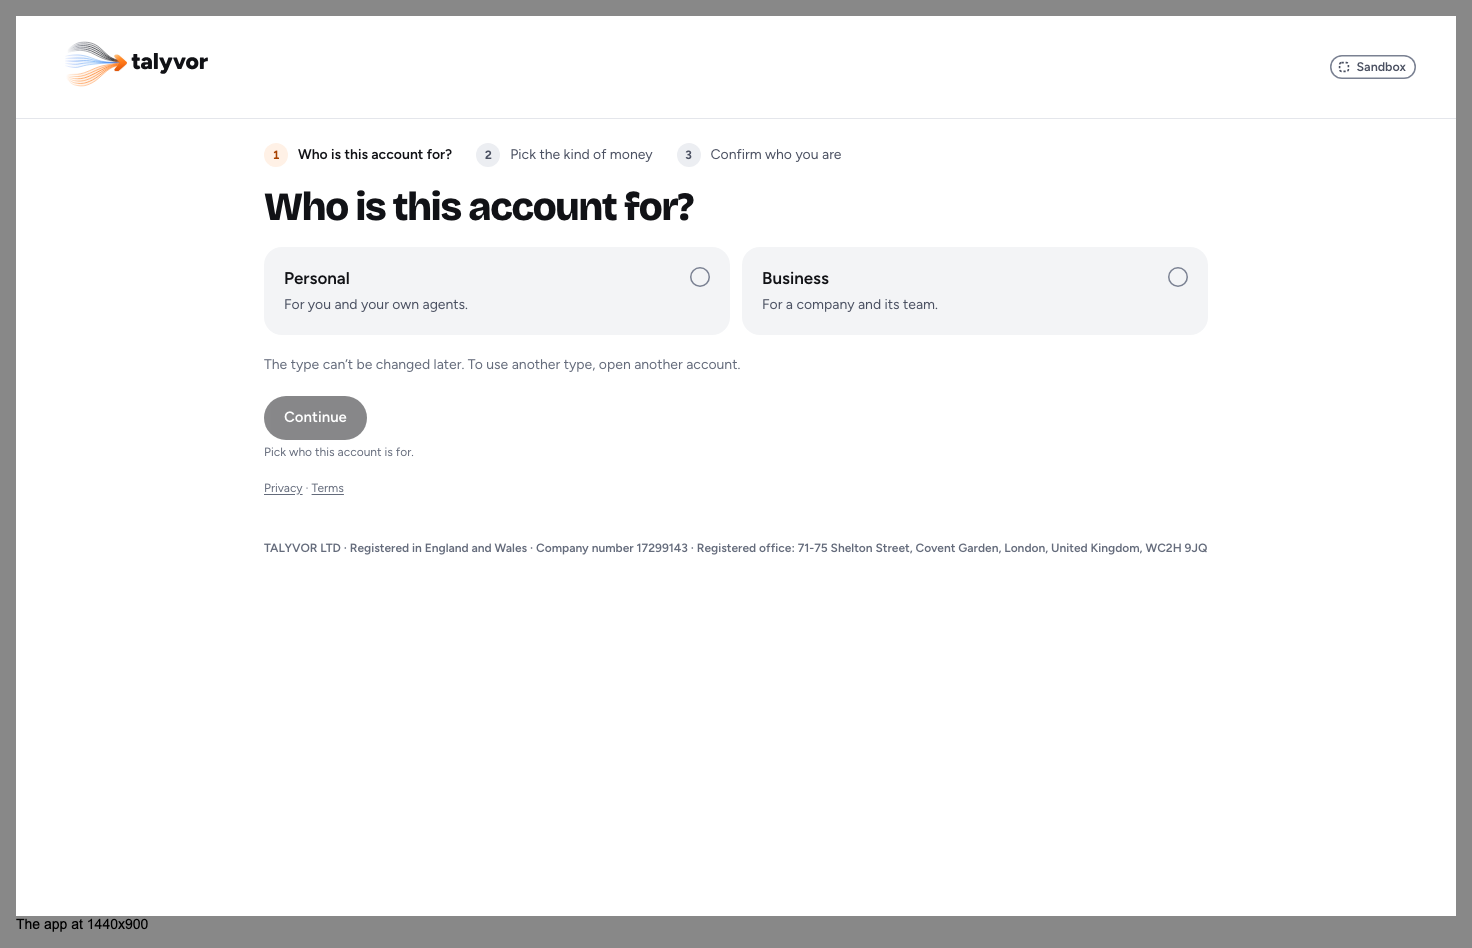 talyvor
Sandbox
1 Who is this account for? 2 Pick the kind of money 3 Confirm who you are
Who is this account for?
Personal
For you and your own agents.
Business
For a company and its team.
The type can't be changed later. To use another type, open another account.
Continue
Pick who this account is for.
Privacy · Terms
TALYVOR LTD · Registered in England and Wales · Company number 17299143 · Registered office: 71-75 Shelton Street, Covent Garden, London, United Kingdom, WC2H 9JQ
The app at 1440x900